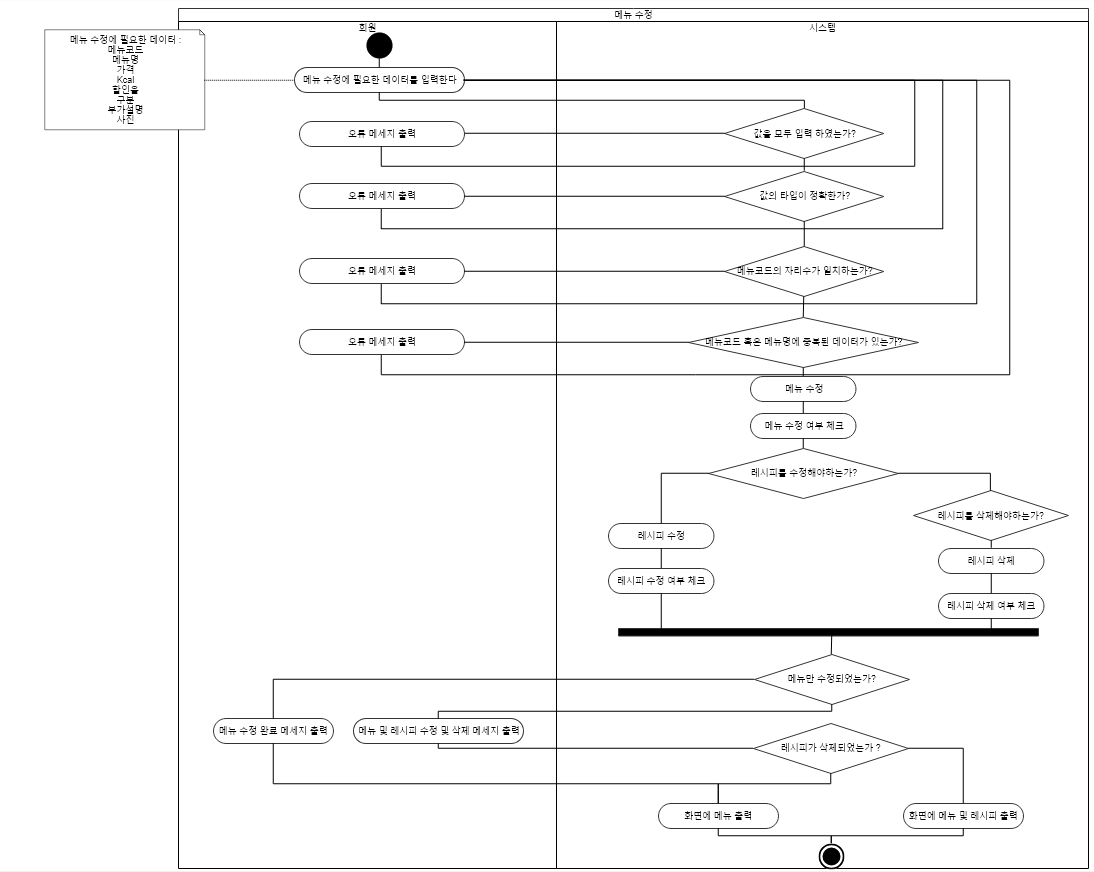 메뉴 수정
회원
시스템
메뉴 수정에 필요한 데이터 :
메뉴코드
메뉴명
가격
Kcal
할인율
구분
부가설명
사진
메뉴 수정에 필요한 데이터를 입력한다
오류 메세지 출력
값을 모두 입력 하였는가?
오류 메세지 출력
값의 타입이 정확한가?
오류 메세지 출력
메뉴코드의 자리수가 일치하는가?
오류 메세지 출력
메뉴코드 혹은 메뉴명에 중복된 데이터가 있는가?
메뉴 수정
메뉴 수정 여부 체크
레시피를 수정해야하는가?
레시피를 삭제해야하는가?
레시피 수정
레시피 삭제
레시피 수정 여부 체크
레시피 삭제 여부 체크
메뉴만 수정되었는가?
메뉴 수정 완료 메세지 출력
메뉴 및 레시피 수정 및 삭제 메세지 출력
레시피가 삭제되었는가 ?
화면에 메뉴 출력
화면에 메뉴 및 레시피 출력